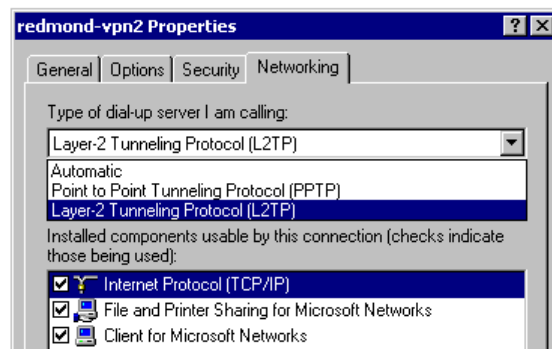 redmond-vpn2 Properties
General Options Security Networking
Type of dial-up server I am calling:
Layer-2 Tunneling Protocol (L2TP)
Automatic
Point to Point Tunneling Protocol (PPTP)
Layer-2 Tunneling Protocol (L2TP)
Installed components usable by this connection (checks indicate
those being used):
Internet Protocol (TCP/IP)
File and Printer Sharing for Microsoft Networks
Client for Microsoft Networks